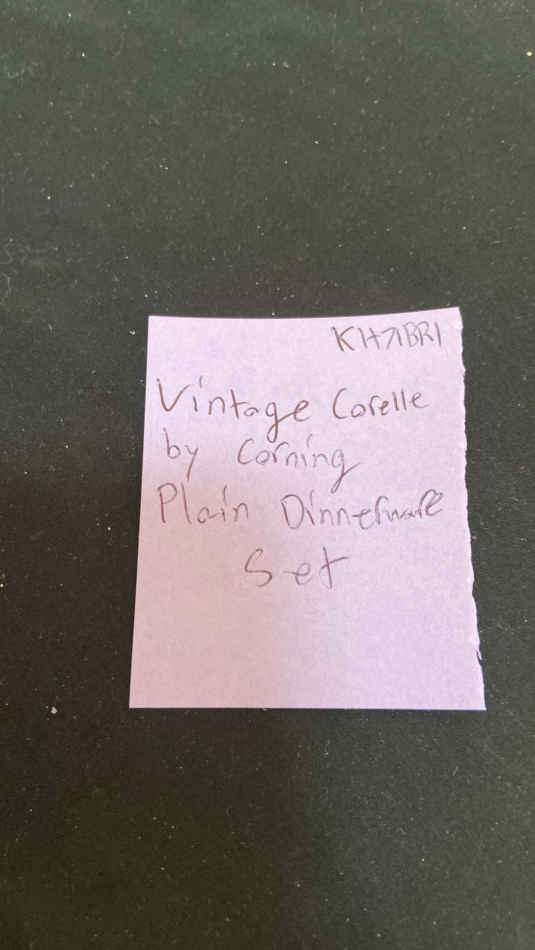 KH71BR1
Vintage Corelle
by Corning
Plain Dinnerware
Set